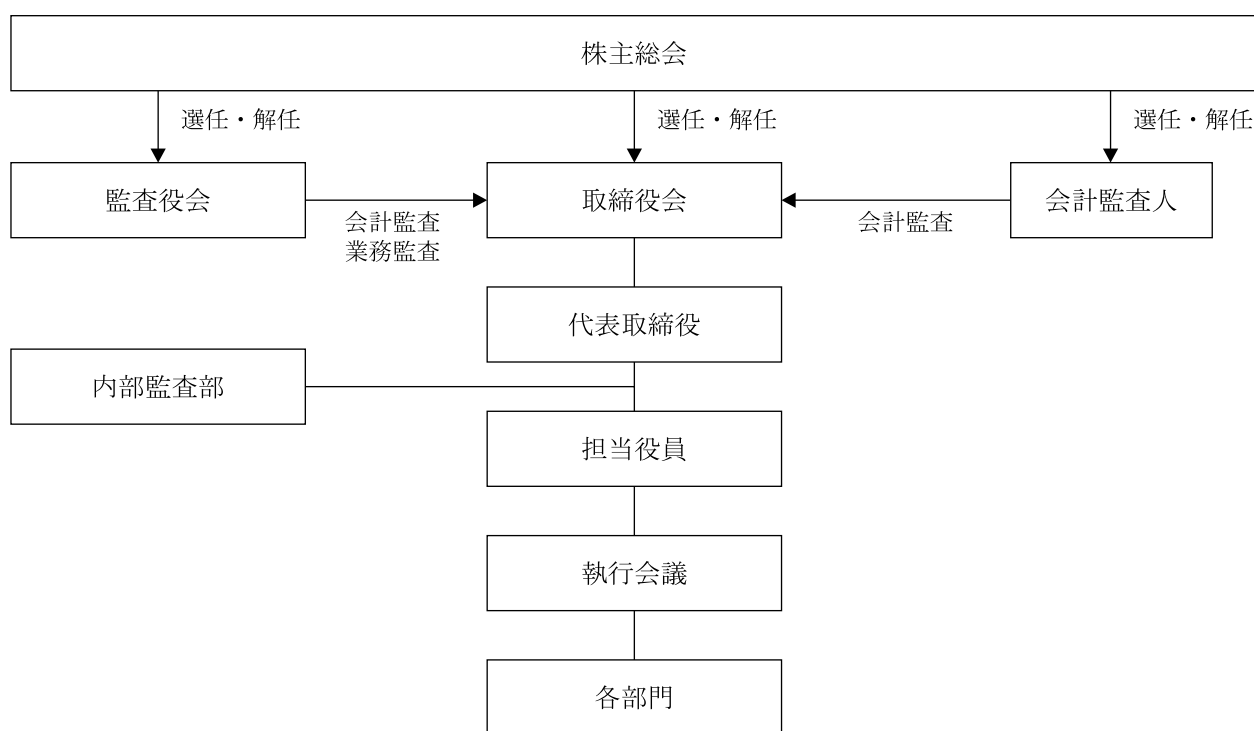 株主総会
選任・解任
選任・解任
選任・解任
監査役会
取締役会
会計監査人
会計監査
業務監査
会計監査
代表取締役
内部監査部
担当役員
執行会議
各部門